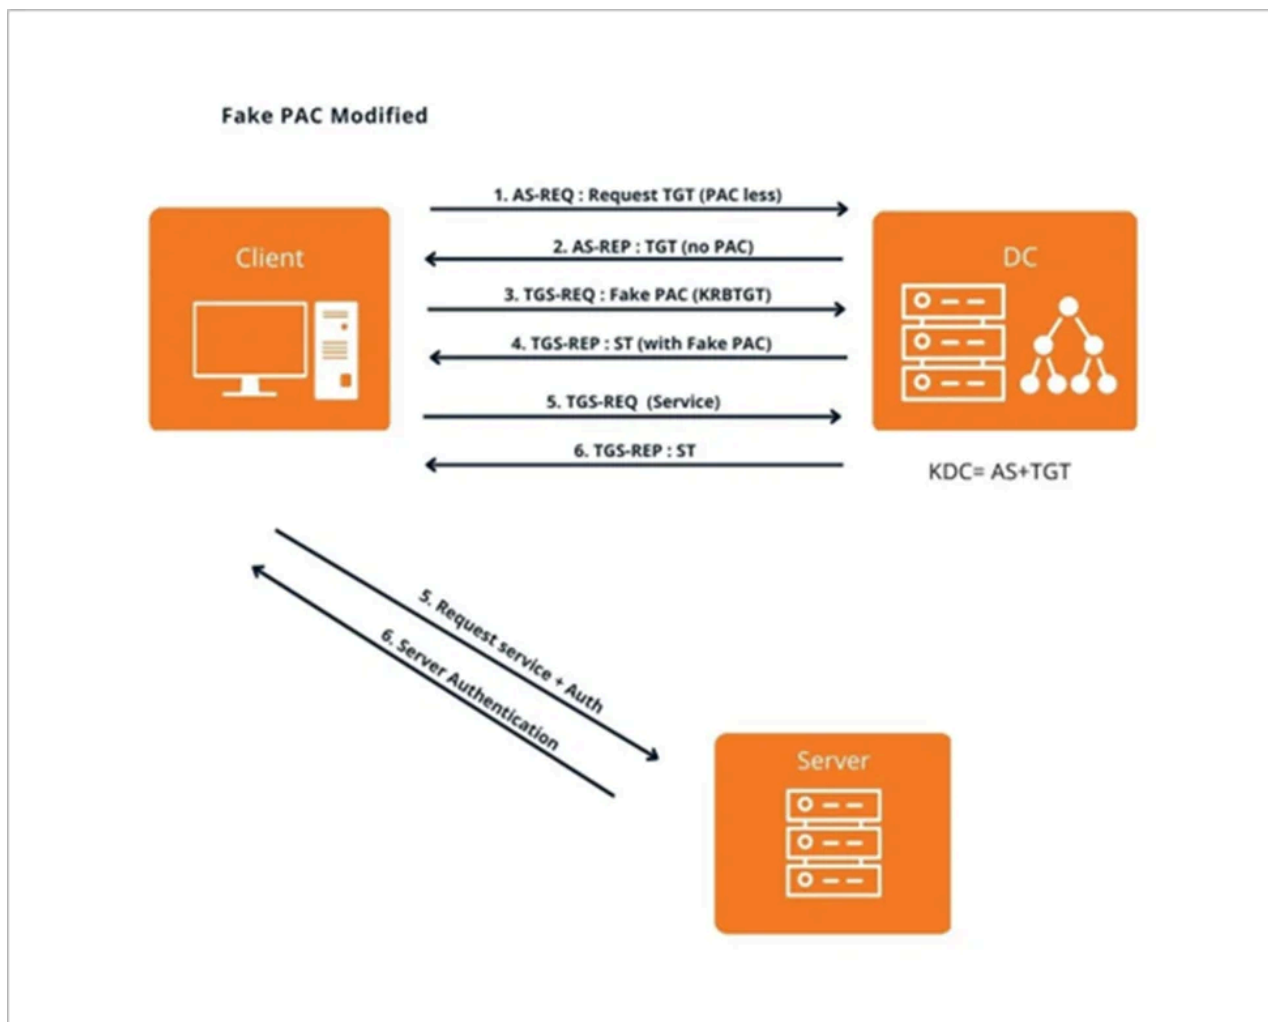 Fake PAC Modified
1. AS-REQ : Request TGT (PAC less)
Client
2. AS-REP : TGT (no PAC)
DC
3. TGS-REQ : Fake PAC (KRBTGT)
4. TGS-REP : ST (with Fake PAC)
5. TGS-REQ (Service)
6. TGS-REP : ST
KDC= AS+TGT
5. Request service + Auth
6. Server Authentication
Server